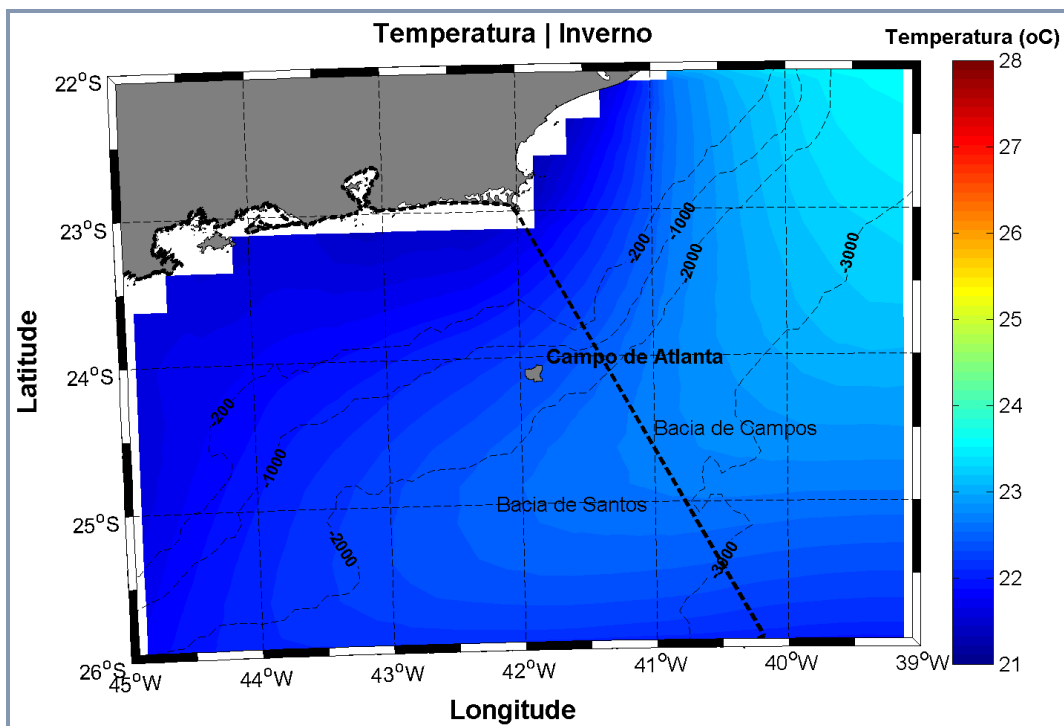 Temperatura | Inverno
Temperatura (oC)
22°S
23°S
24°S
25°S
26°S
Latitude
-200
-1000
-2000
-3000
Campo de Atlanta
Bacia de Campos
-200
-1000
Bacia de Santos
-2000
-3000
45°W
44°W
43°W
42°W
41°W
40°W
39°W
Longitude
28
27
26
25
24
23
22
21